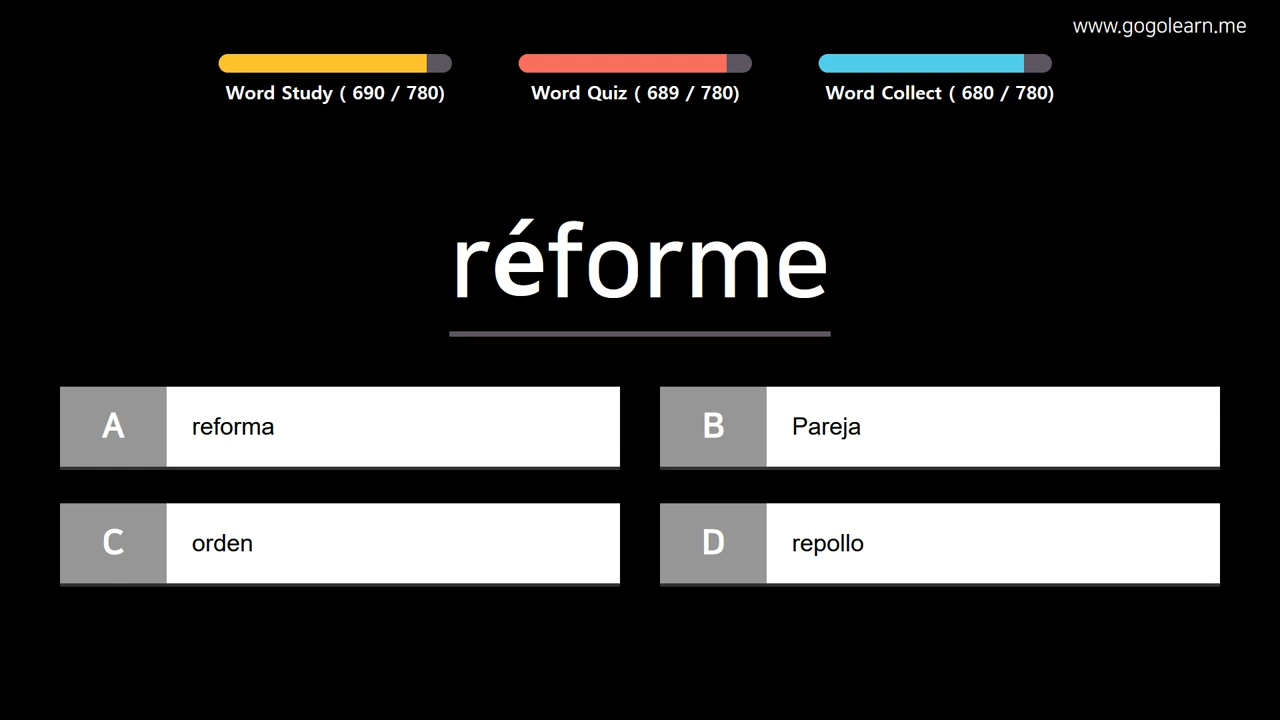 www.gogolearn.me
Word Study ( 690 / 780)
Word Quiz ( 689 / 780)
Word Collect ( 680 / 780)
réforme
A reforma
B Pareja
C orden
D repollo